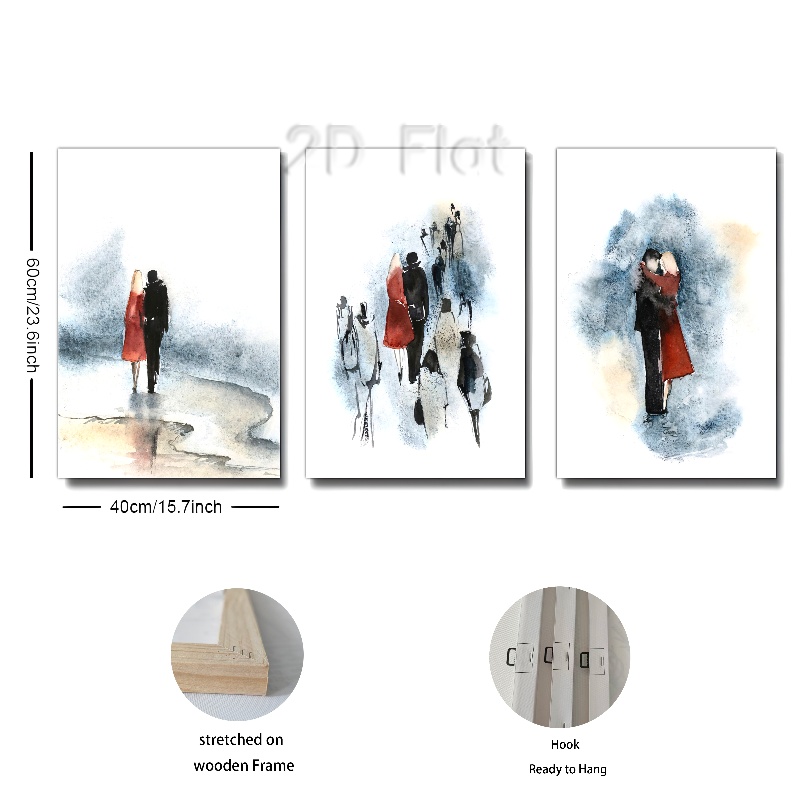 2D Flat
60cm/23.6inch
40cm/15.7inch
stretched on
wooden Frame
Hook
Ready to Hang